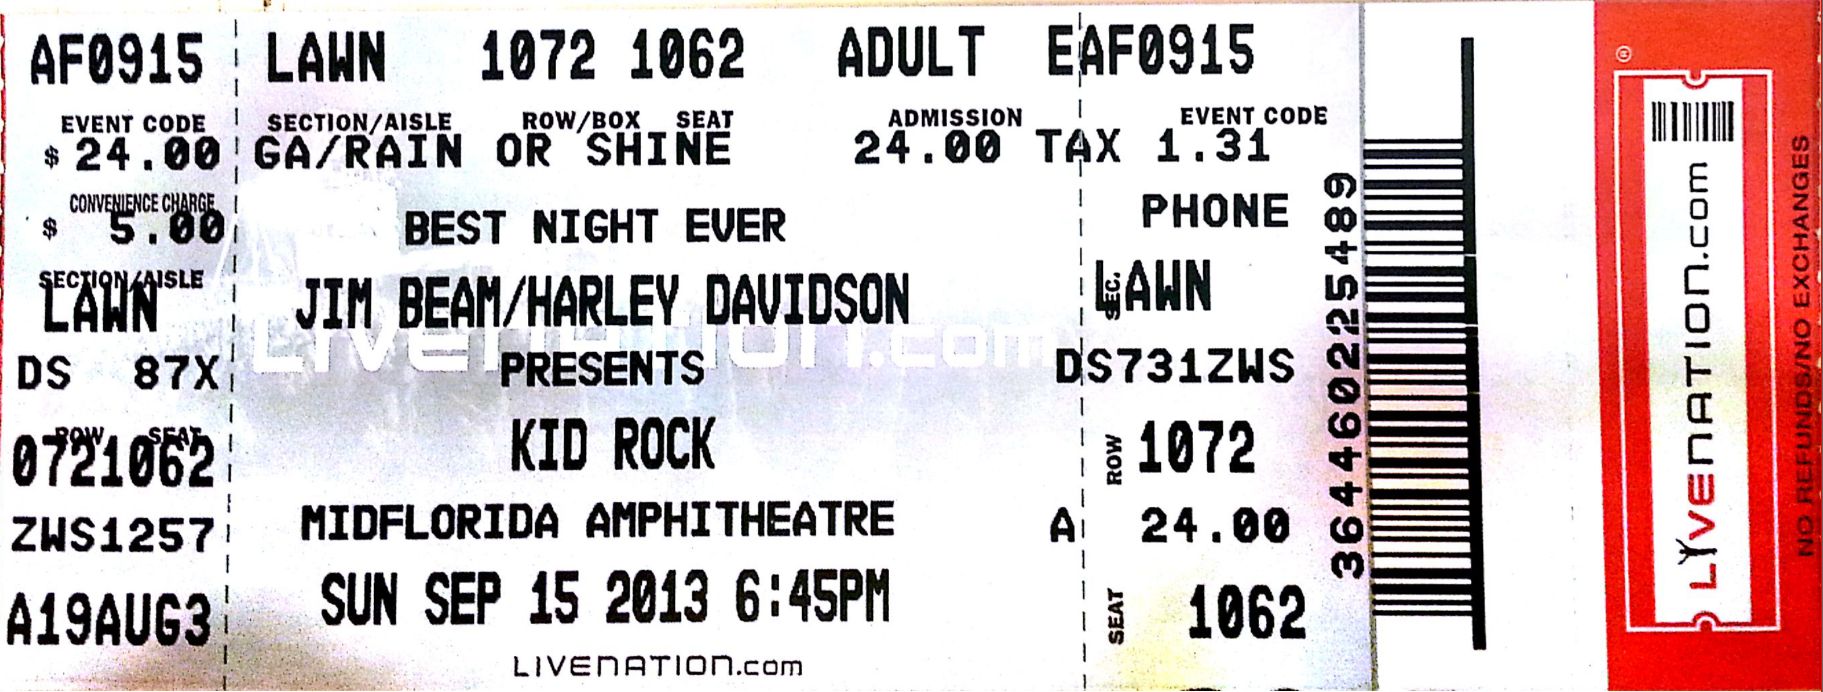 AF0915 LAWN 1072 1062 ADULT EAF0915
EVENT CODE SECTION/AISLE ROW/BOX SEAT ADMISSION EVENT CODE
$ 24.00 GA/RAIN OR SHINE 24.00 TAX 1.31
CONVENIENCE CHARGE
$ 5.00 BEST NIGHT EVER PHONE
SECTION/AISLE SEC.
LAWN JIM BEAM/HARLEY DAVIDSON LAWN
LIVENATION.com
DS 87X PRESENTS DS731ZWS
ROW SEAT
0721062 KID ROCK ROW 1072
ZWS1257 MIDFLORIDA AMPHITHEATRE A 24.00
A19AUG3 SUN SEP 15 2013 6:45PM SEAT 1062
LIVENATION.com
364460225489
LIVENATION.com
®
NO REFUNDS/NO EXCHANGES